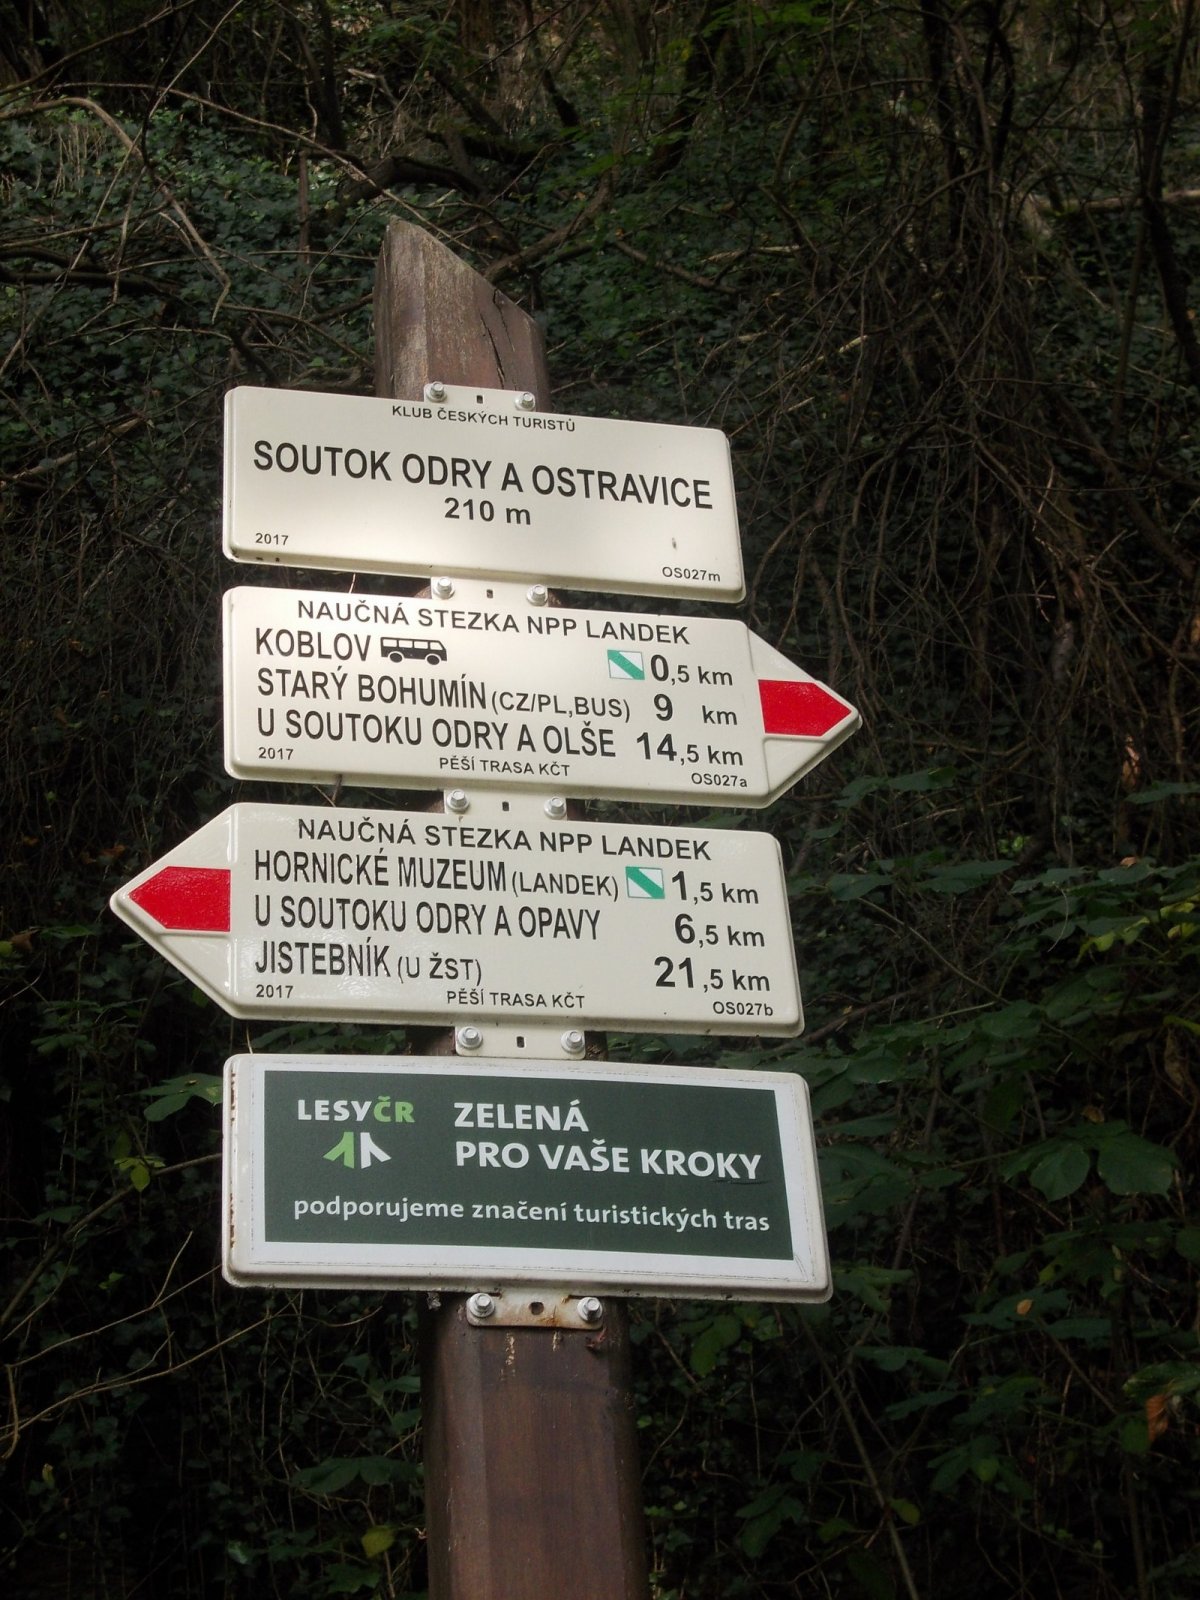 KLUB ČESKÝCH TURISTŮ
SOUTOK ODRY A OSTRAVICE
210 m
2017
OS027m
NAUČNÁ STEZKA NPP LANDEK
KOBLOV 0,5 km
STARÝ BOHUMÍN (CZ/PL,BUS) 9 km
U SOUTOKU ODRY A OLŠE 14,5 km
2017 PĚŠÍ TRASA KČT OS027a
NAUČNÁ STEZKA NPP LANDEK
HORNICKÉ MUZEUM (LANDEK) 1,5 km
U SOUTOKU ODRY A OPAVY 6,5 km
JISTEBNÍK (U ŽST) 21,5 km
2017 PĚŠÍ TRASA KČT OS027b
LESYČR ZELENÁ
PRO VAŠE KROKY
podporujeme značení turistických tras